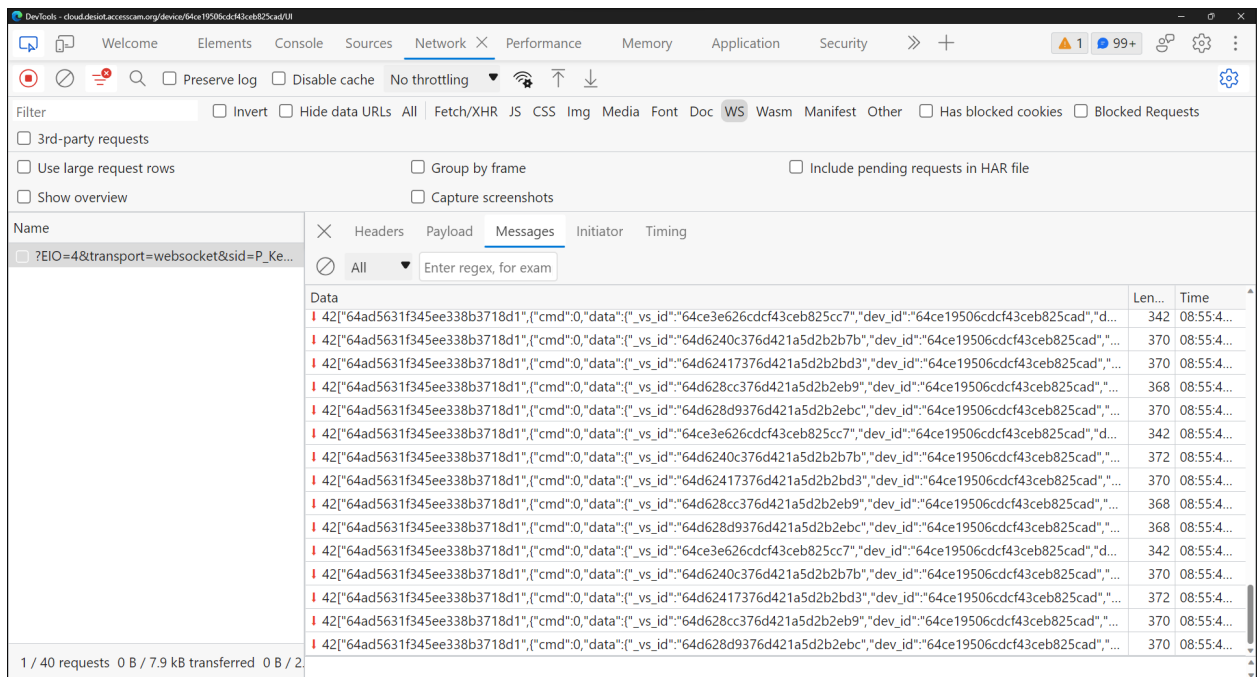 DevTools - cloud.desiot.accesscam.org/device/64ce19506cdcf43ceb825cad/UI
Welcome Elements Console Sources Network Performance Memory Application Security 1 99+
Preserve log Disable cache No throttling
Filter Invert Hide data URLs All Fetch/XHR JS CSS Img Media Font Doc WS Wasm Manifest Other Has blocked cookies Blocked Requests
3rd-party requests
Use large request rows Group by frame Include pending requests in HAR file
Show overview Capture screenshots
Name Headers Payload Messages Initiator Timing
?EIO=4&transport=websocket&sid=P_Ke... All Enter regex, for exam
Data Len... Time
42["64ad5631f345ee338b3718d1",{"cmd":0,"data":{"_vs_id":"64ce3e626cdcf43ceb825cc7","dev_id":"64ce19506cdcf43ceb825cad","d... 342 08:55:4...
42["64ad5631f345ee338b3718d1",{"cmd":0,"data":{"_vs_id":"64d6240c376d421a5d2b2b7b","dev_id":"64ce19506cdcf43ceb825cad","... 370 08:55:4...
42["64ad5631f345ee338b3718d1",{"cmd":0,"data":{"_vs_id":"64d62417376d421a5d2b2bd3","dev_id":"64ce19506cdcf43ceb825cad","... 370 08:55:4...
42["64ad5631f345ee338b3718d1",{"cmd":0,"data":{"_vs_id":"64d628cc376d421a5d2b2eb9","dev_id":"64ce19506cdcf43ceb825cad","... 368 08:55:4...
42["64ad5631f345ee338b3718d1",{"cmd":0,"data":{"_vs_id":"64d628d9376d421a5d2b2ebc","dev_id":"64ce19506cdcf43ceb825cad","... 370 08:55:4...
42["64ad5631f345ee338b3718d1",{"cmd":0,"data":{"_vs_id":"64ce3e626cdcf43ceb825cc7","dev_id":"64ce19506cdcf43ceb825cad","d... 342 08:55:4...
42["64ad5631f345ee338b3718d1",{"cmd":0,"data":{"_vs_id":"64d6240c376d421a5d2b2b7b","dev_id":"64ce19506cdcf43ceb825cad","... 372 08:55:4...
42["64ad5631f345ee338b3718d1",{"cmd":0,"data":{"_vs_id":"64d62417376d421a5d2b2bd3","dev_id":"64ce19506cdcf43ceb825cad","... 370 08:55:4...
42["64ad5631f345ee338b3718d1",{"cmd":0,"data":{"_vs_id":"64d628cc376d421a5d2b2eb9","dev_id":"64ce19506cdcf43ceb825cad","... 368 08:55:4...
42["64ad5631f345ee338b3718d1",{"cmd":0,"data":{"_vs_id":"64d628d9376d421a5d2b2ebc","dev_id":"64ce19506cdcf43ceb825cad","... 368 08:55:4...
42["64ad5631f345ee338b3718d1",{"cmd":0,"data":{"_vs_id":"64ce3e626cdcf43ceb825cc7","dev_id":"64ce19506cdcf43ceb825cad","d... 342 08:55:4...
42["64ad5631f345ee338b3718d1",{"cmd":0,"data":{"_vs_id":"64d6240c376d421a5d2b2b7b","dev_id":"64ce19506cdcf43ceb825cad","... 370 08:55:4...
42["64ad5631f345ee338b3718d1",{"cmd":0,"data":{"_vs_id":"64d62417376d421a5d2b2bd3","dev_id":"64ce19506cdcf43ceb825cad","... 372 08:55:4...
42["64ad5631f345ee338b3718d1",{"cmd":0,"data":{"_vs_id":"64d628cc376d421a5d2b2eb9","dev_id":"64ce19506cdcf43ceb825cad","... 370 08:55:4...
42["64ad5631f345ee338b3718d1",{"cmd":0,"data":{"_vs_id":"64d628d9376d421a5d2b2ebc","dev_id":"64ce19506cdcf43ceb825cad","... 370 08:55:4...
1 / 40 requests 0 B / 7.9 kB transferred 0 B / 2.